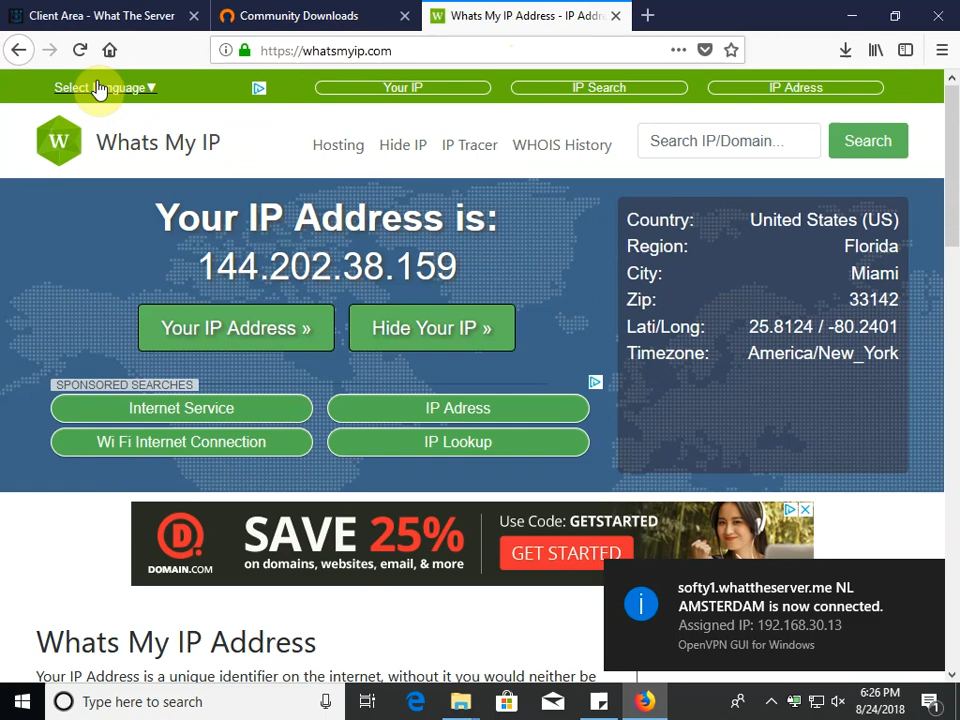 Client Area - What The Server
Community Downloads
Whats My IP Address - IP Addr
https://whatsmyip.com
Select Language▼
Your IP
IP Search
IP Adress
W
Whats My IP
Hosting
Hide IP
IP Tracer
WHOIS History
Search IP/Domain...
Search
Your IP Address is:
144.202.38.159
Your IP Address »
Hide Your IP »
Country: United States (US)
Region: Florida
City: Miami
Zip: 33142
Lati/Long: 25.8124 / -80.2401
Timezone: America/New_York
SPONSORED SEARCHES
Internet Service
IP Adress
Wi Fi Internet Connection
IP Lookup
D
DOMAIN.COM
SAVE 25%
on domains, websites, email, & more
Use Code: GETSTARTED
GET STARTED
Whats My IP Address
Your IP Address is a unique identifier on the internet, without it you would neither be
softy1.whattheserver.me NL
AMSTERDAM is now connected.
Assigned IP: 192.168.30.13
OpenVPN GUI for Windows
Type here to search
6:26 PM
8/24/2018
1